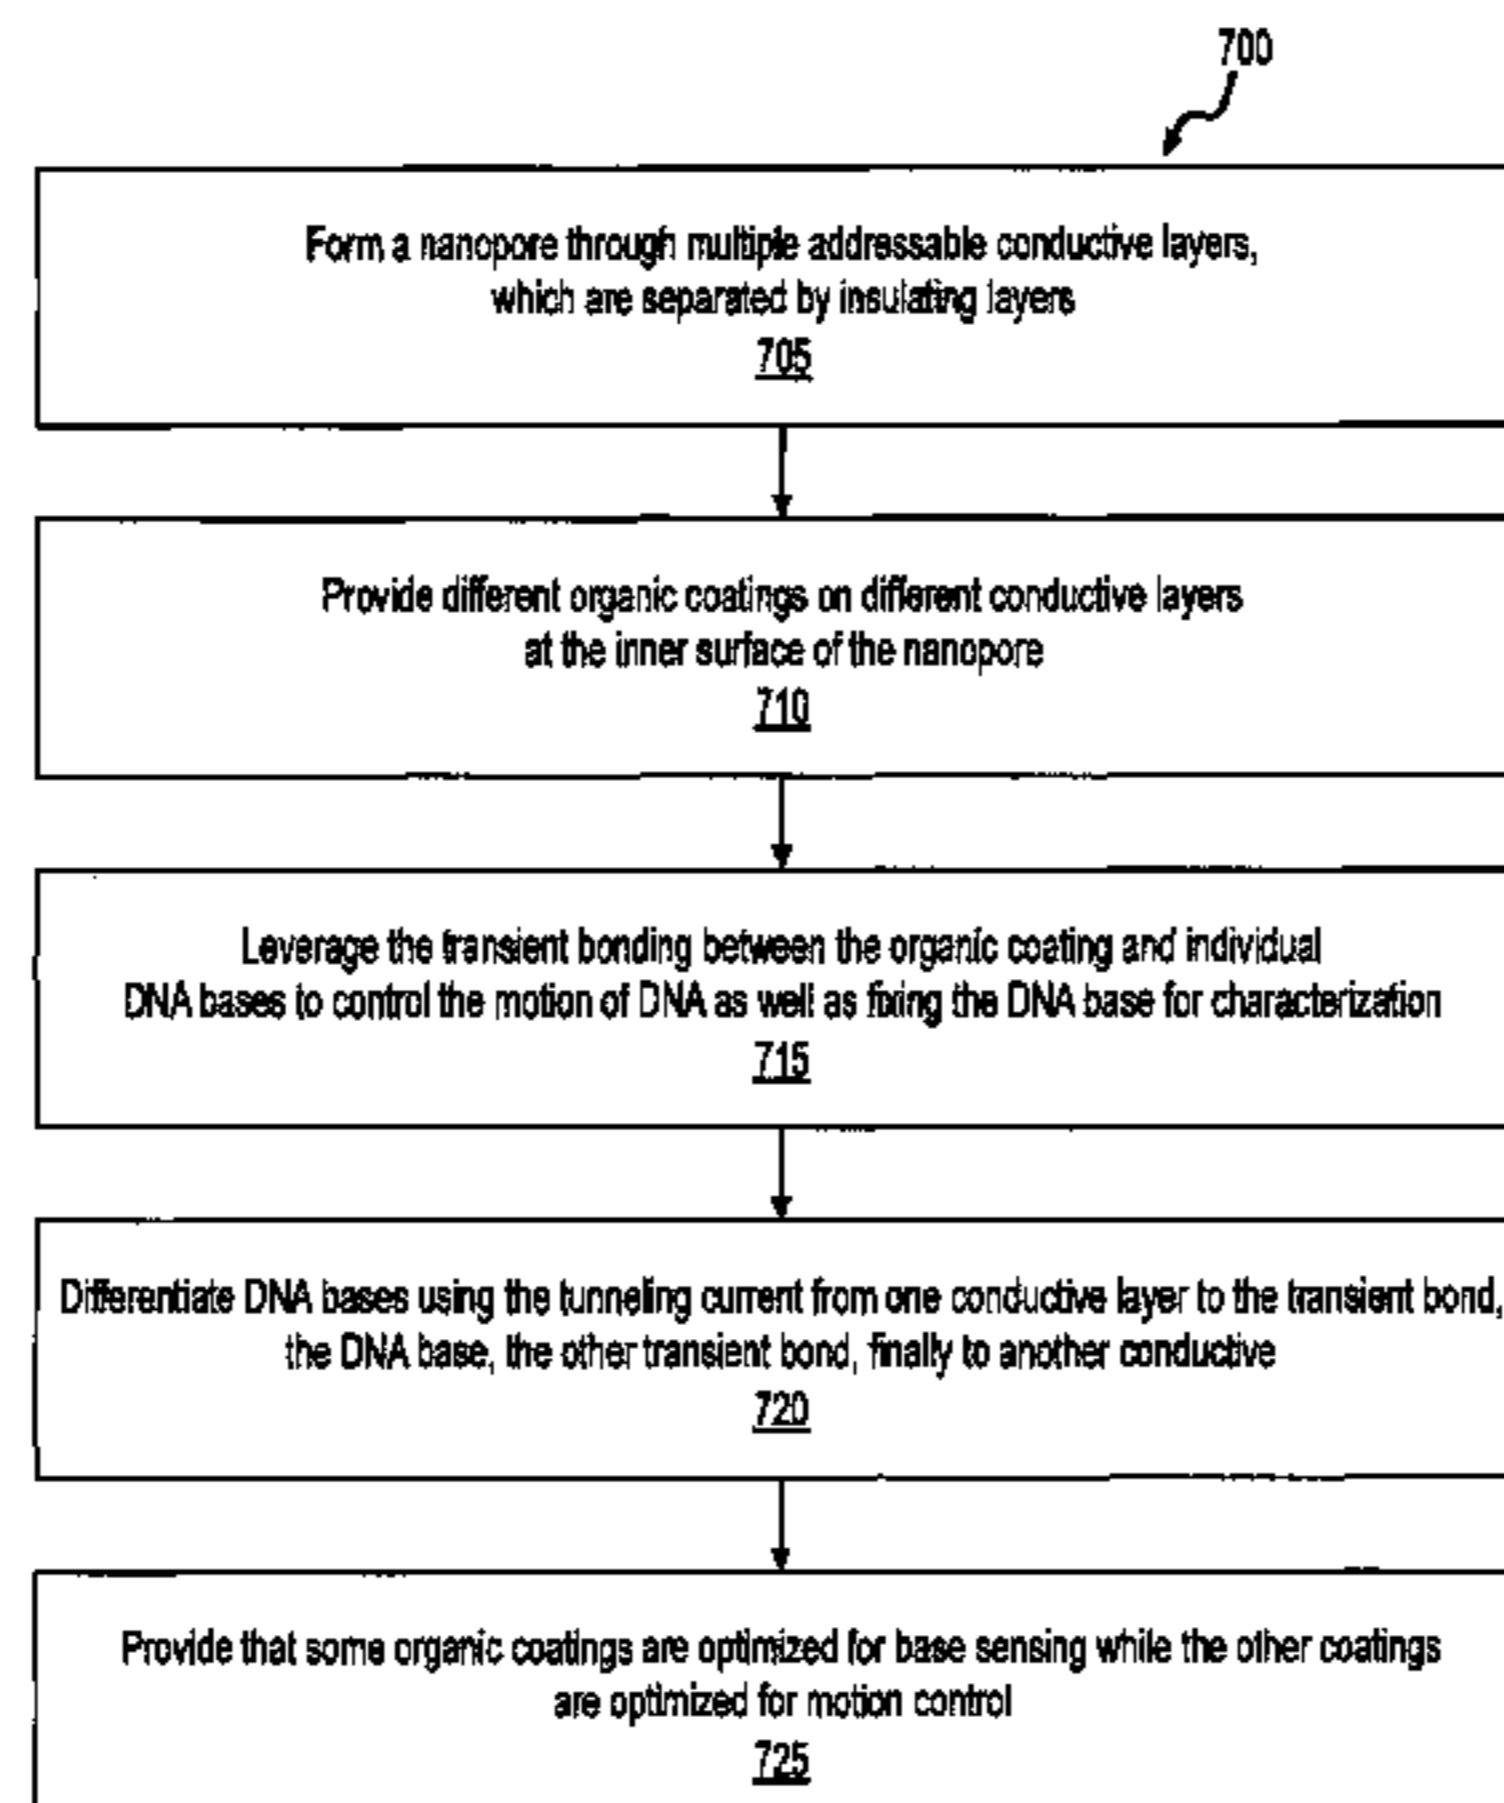 700
Form a nanopore through multiple addressable conductive layers,
which are separated by insulating layers
705
Provide different organic coatings on different conductive layers
at the inner surface of the nanopore
710
Leverage the transient bonding between the organic coating and individual
DNA bases to control the motion of DNA as well as fixing the DNA base for characterization
715
Differentiate DNA bases using the tunneling current from one conductive layer to the transient bond,
the DNA base, the other transient bond, finally to another conductive
720
Provide that some organic coatings are optimized for base sensing while the other coatings
are optimized for motion control
725